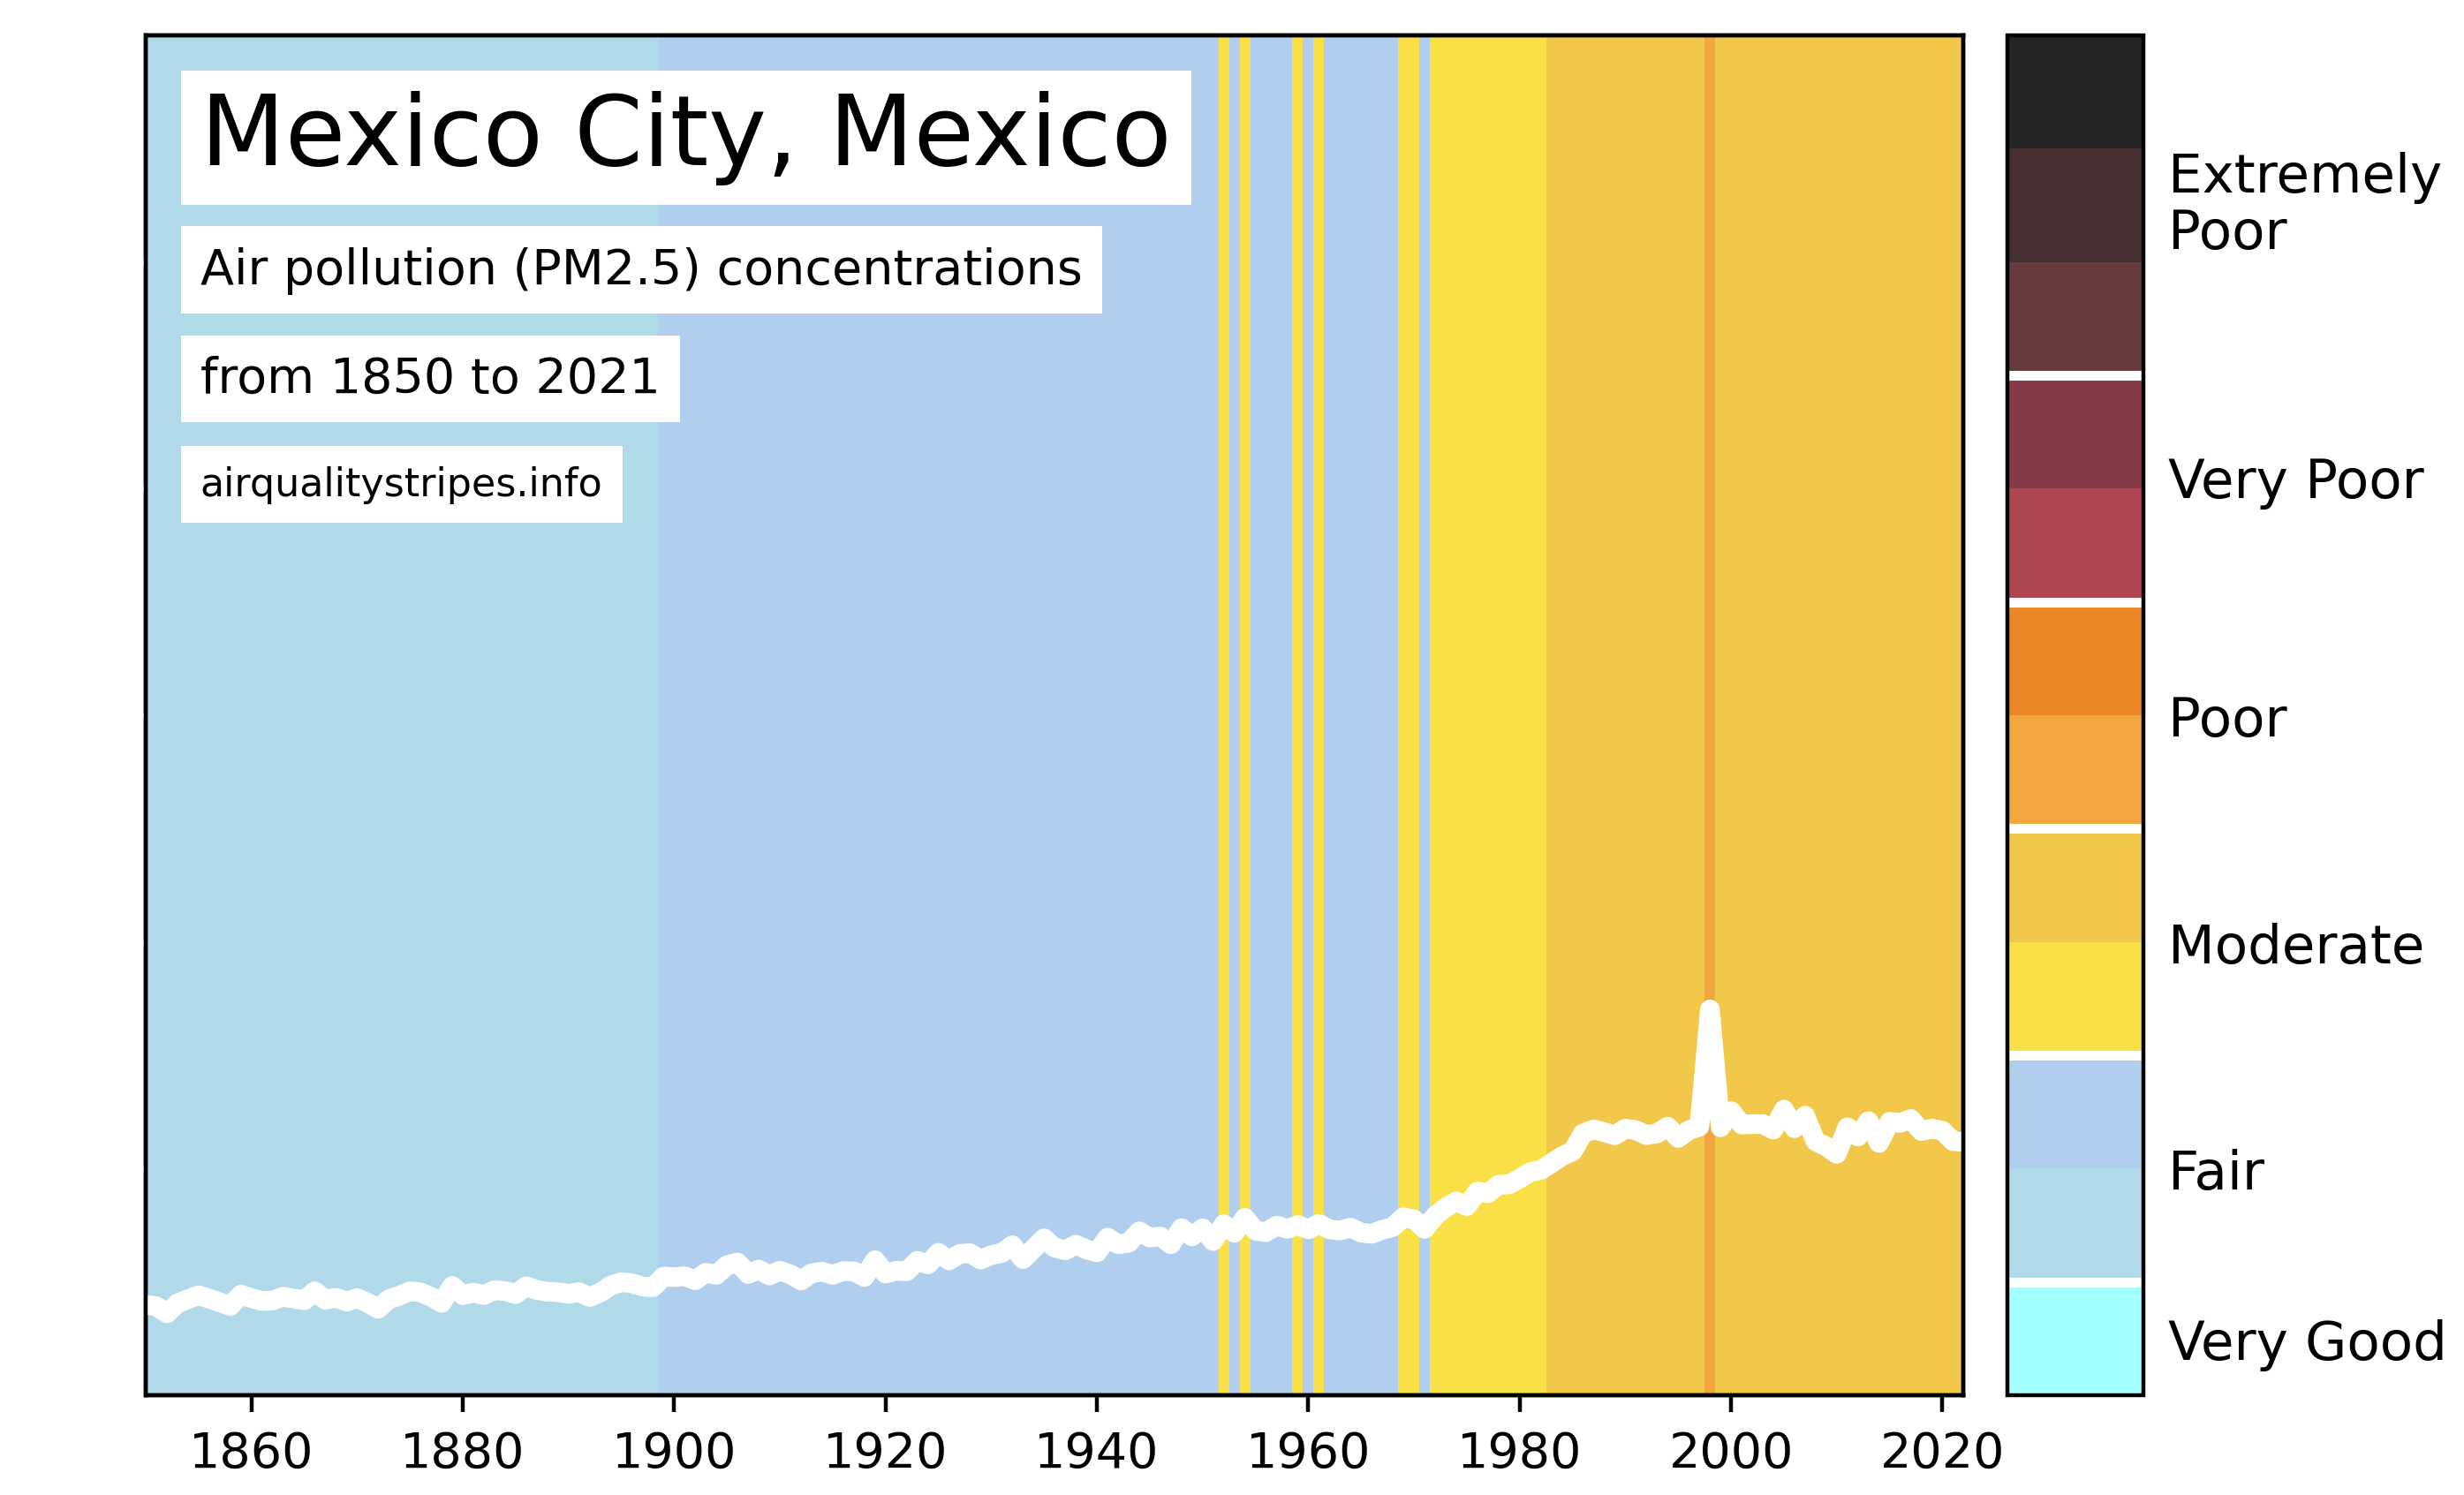 Mexico City, Mexico
Air pollution (PM2.5) concentrations
from 1850 to 2021
airqualitystripes.info
Extremely
Poor
Very Poor
Poor
Moderate
Fair
Very Good
1860 1880 1900 1920 1940 1960 1980 2000 2020